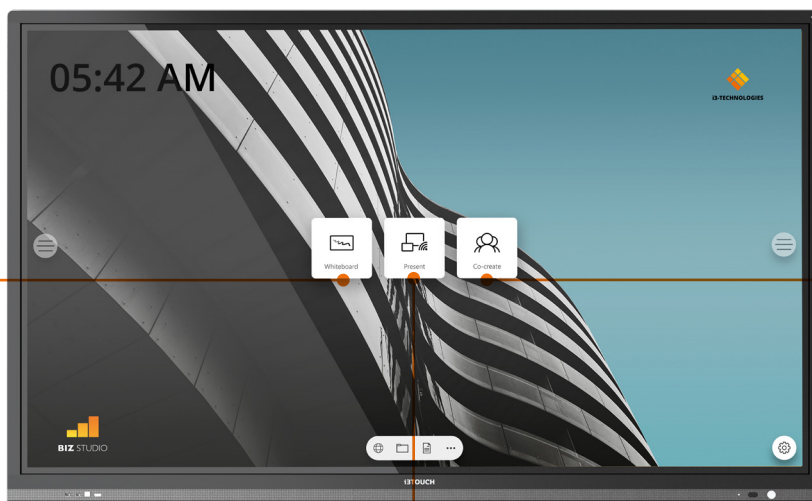 05:42 AM
i3-TECHNOLOGIES
Whiteboard
Present
Co-create
BIZ STUDIO
i3TOUCH